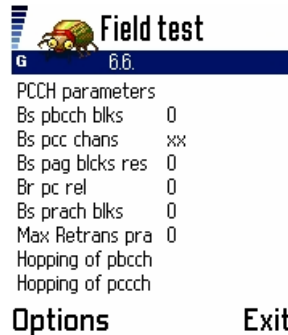 Field test
G 6.6.
PCCH parameters
Bs pbcch blks 0
Bs pcc chans xx
Bs pag blcks res 0
Br pc rel 0
Bs prach blks 0
Max Retrans pra 0
Hopping of pbcch
Hopping of pccch
Options Exit